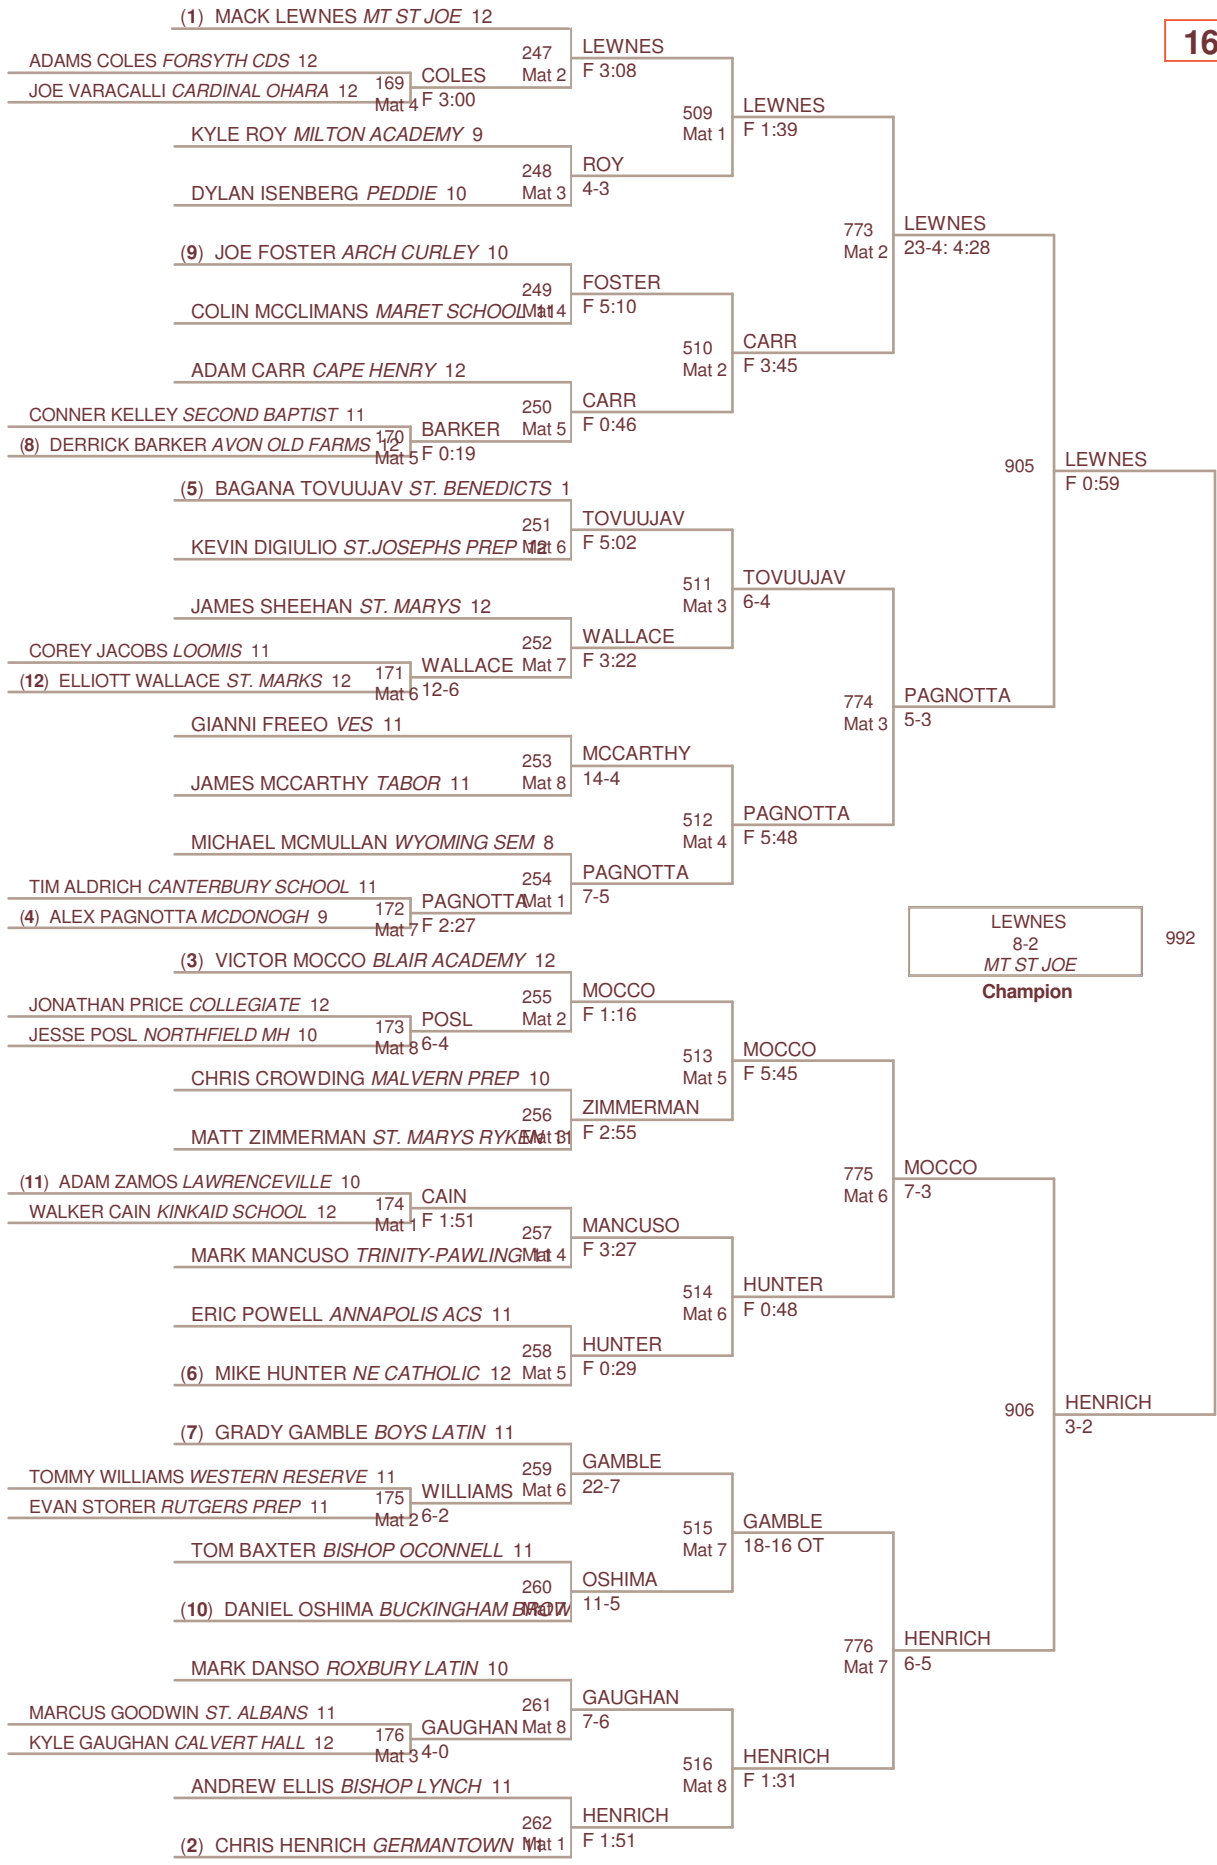 (1) MACK LEWNES MT ST JOE 12
16
247
Mat 2
LEWNES
F 3:08
ADAMS COLES FORSYTH CDS 12
JOE VARACALLI CARDINAL OHARA 12
169
Mat 4
COLES
F 3:00
509
Mat 1
LEWNES
F 1:39
KYLE ROY MILTON ACADEMY 9
248
Mat 3
ROY
4-3
DYLAN ISENBERG PEDDIE 10
773
Mat 2
LEWNES
23-4: 4:28
(9) JOE FOSTER ARCH CURLEY 10
249
Mat 4
FOSTER
F 5:10
COLIN MCCLIMANS MARET SCHOOL 11
510
Mat 2
CARR
F 3:45
ADAM CARR CAPE HENRY 12
250
Mat 5
CARR
F 0:46
CONNER KELLEY SECOND BAPTIST 11
(8) DERRICK BARKER AVON OLD FARMS 12
170
Mat 5
BARKER
F 0:19
905
LEWNES
F 0:59
(5) BAGANA TOVUUJAV ST. BENEDICTS 1
251
Mat 6
TOVUUJAV
F 5:02
KEVIN DIGIULIO ST.JOSEPHS PREP 12
511
Mat 3
TOVUUJAV
6-4
JAMES SHEEHAN ST. MARYS 12
252
Mat 7
WALLACE
F 3:22
COREY JACOBS LOOMIS 11
(12) ELLIOTT WALLACE ST. MARKS 12
171
Mat 6
WALLACE
12-6
774
Mat 3
PAGNOTTA
5-3
GIANNI FREEO VES 11
253
Mat 8
MCCARTHY
14-4
JAMES MCCARTHY TABOR 11
512
Mat 4
PAGNOTTA
F 5:48
MICHAEL MCMULLAN WYOMING SEM 8
254
Mat 1
PAGNOTTA
7-5
TIM ALDRICH CANTERBURY SCHOOL 11
(4) ALEX PAGNOTTA MCDONOGH 9
172
Mat 7
PAGNOTTA
F 2:27
LEWNES
8-2
MT ST JOE
Champion
992
(3) VICTOR MOCCO BLAIR ACADEMY 12
255
Mat 2
MOCCO
F 1:16
JONATHAN PRICE COLLEGIATE 12
JESSE POSL NORTHFIELD MH 10
173
Mat 8
POSL
6-4
513
Mat 5
MOCCO
F 5:45
CHRIS CROWDING MALVERN PREP 10
256
Mat 3
ZIMMERMAN
F 2:55
MATT ZIMMERMAN ST. MARYS RYKEN 11
775
Mat 6
MOCCO
7-3
(11) ADAM ZAMOS LAWRENCEVILLE 10
WALKER CAIN KINKAID SCHOOL 12
174
Mat 1
CAIN
F 1:51
257
Mat 4
MANCUSO
F 3:27
MARK MANCUSO TRINITY-PAWLING 11
514
Mat 6
HUNTER
F 0:48
ERIC POWELL ANNAPOLIS ACS 11
258
Mat 5
HUNTER
F 0:29
(6) MIKE HUNTER NE CATHOLIC 12
906
HENRICH
3-2
(7) GRADY GAMBLE BOYS LATIN 11
259
Mat 6
GAMBLE
22-7
TOMMY WILLIAMS WESTERN RESERVE 11
EVAN STORER RUTGERS PREP 11
175
Mat 2
WILLIAMS
6-2
515
Mat 7
GAMBLE
18-16 OT
TOM BAXTER BISHOP OCONNELL 11
260
Mat 7
OSHIMA
11-5
(10) DANIEL OSHIMA BUCKINGHAM BROW
776
Mat 7
HENRICH
6-5
MARK DANSO ROXBURY LATIN 10
261
Mat 8
GAUGHAN
7-6
MARCUS GOODWIN ST. ALBANS 11
KYLE GAUGHAN CALVERT HALL 12
176
Mat 3
GAUGHAN
4-0
516
Mat 8
HENRICH
F 1:31
ANDREW ELLIS BISHOP LYNCH 11
262
Mat 1
HENRICH
F 1:51
(2) CHRIS HENRICH GERMANTOWN 11